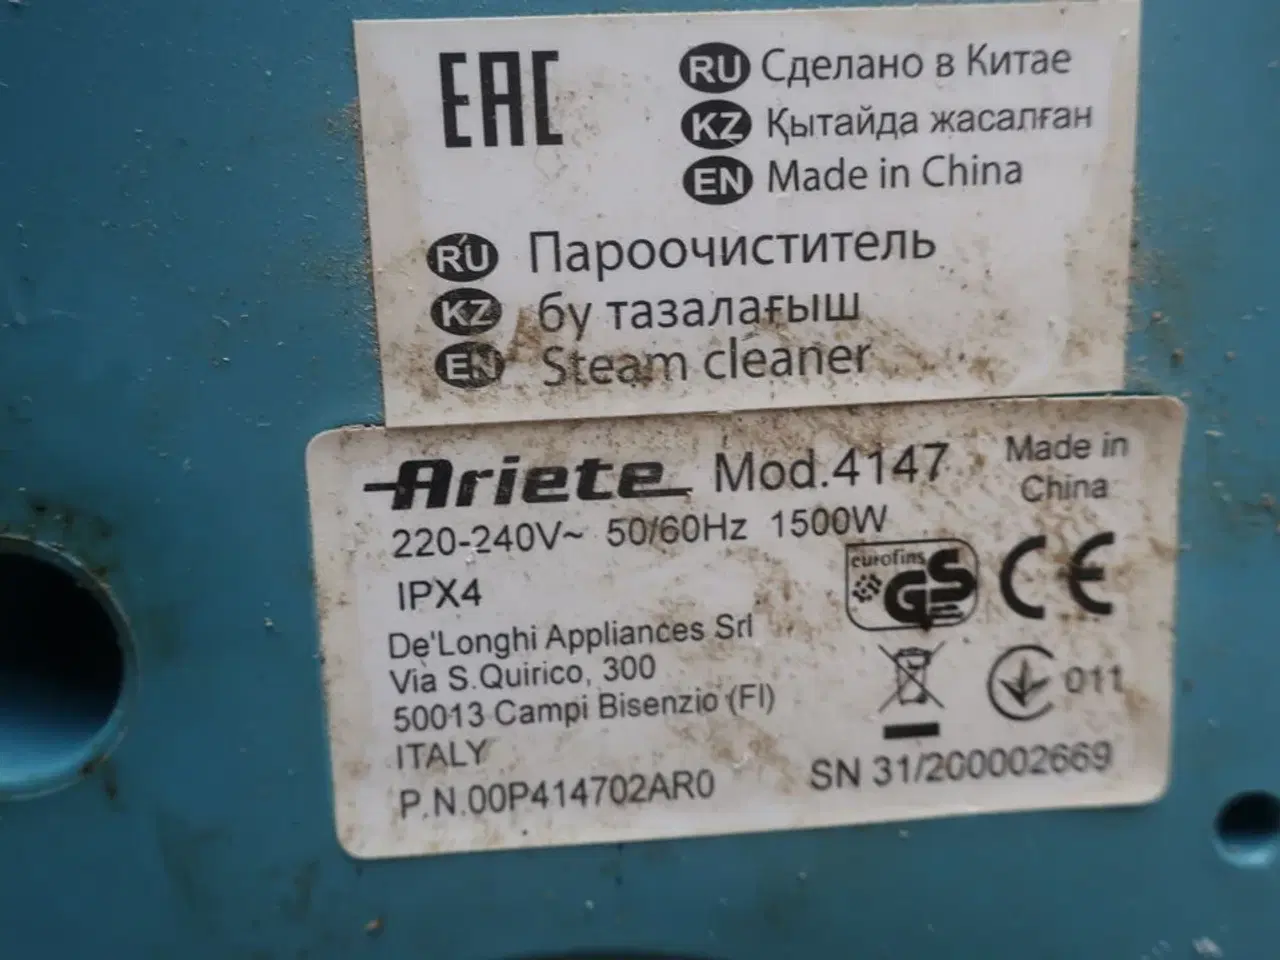 EAC
RU Сделано в Китае
KZ Қытайда жасалған
EN Made in China
RU Пароочиститель
KZ бу тазалағыш
EN Steam cleaner
Ariete Mod.4147
Made in
China
220-240V~ 50/60Hz 1500W
IPX4
eurofins
GS
CE
De'Longhi Appliances Srl
Via S.Quirico, 300
50013 Campi Bisenzio (FI)
ITALY
011
P.N.00P414702AR0
SN 31/200002669